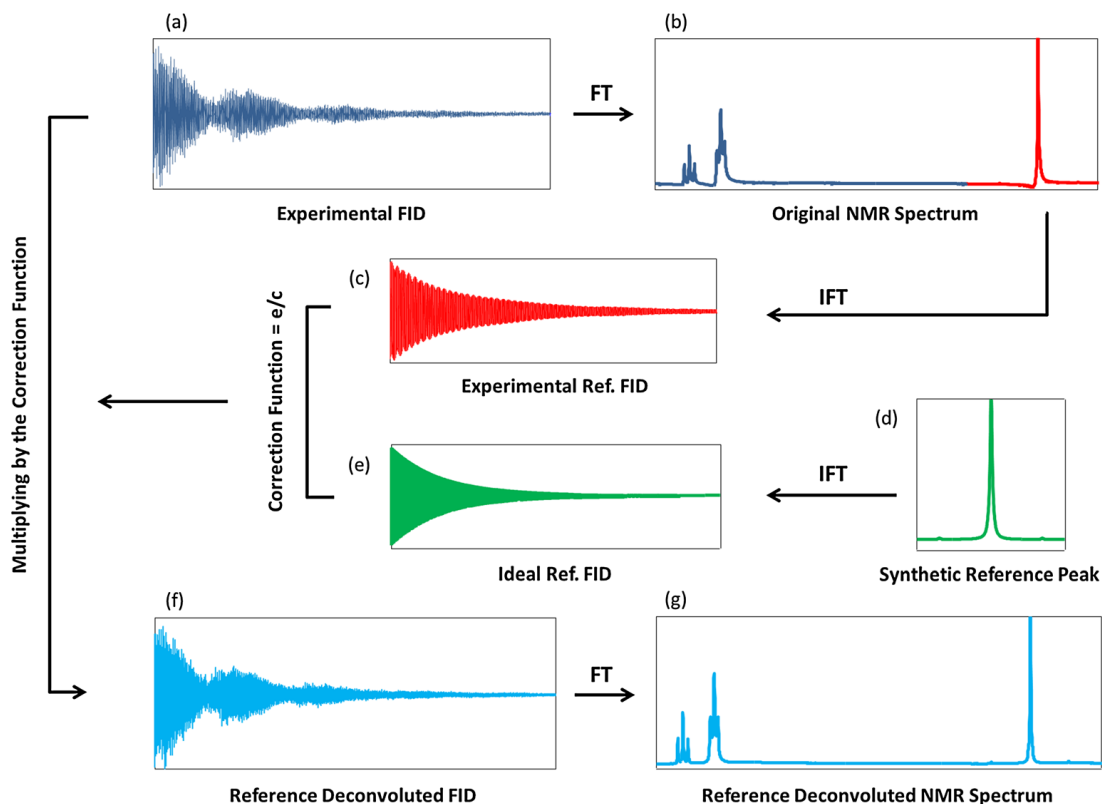 (a)
(b)
FT
Experimental FID
Original NMR Spectrum
Multiplying by the Correction Function
(c)
IFT
Experimental Ref. FID
Correction Function = e/c
(d)
(e)
IFT
Ideal Ref. FID
Synthetic Reference Peak
(f)
(g)
FT
Reference Deconvoluted FID
Reference Deconvoluted NMR Spectrum